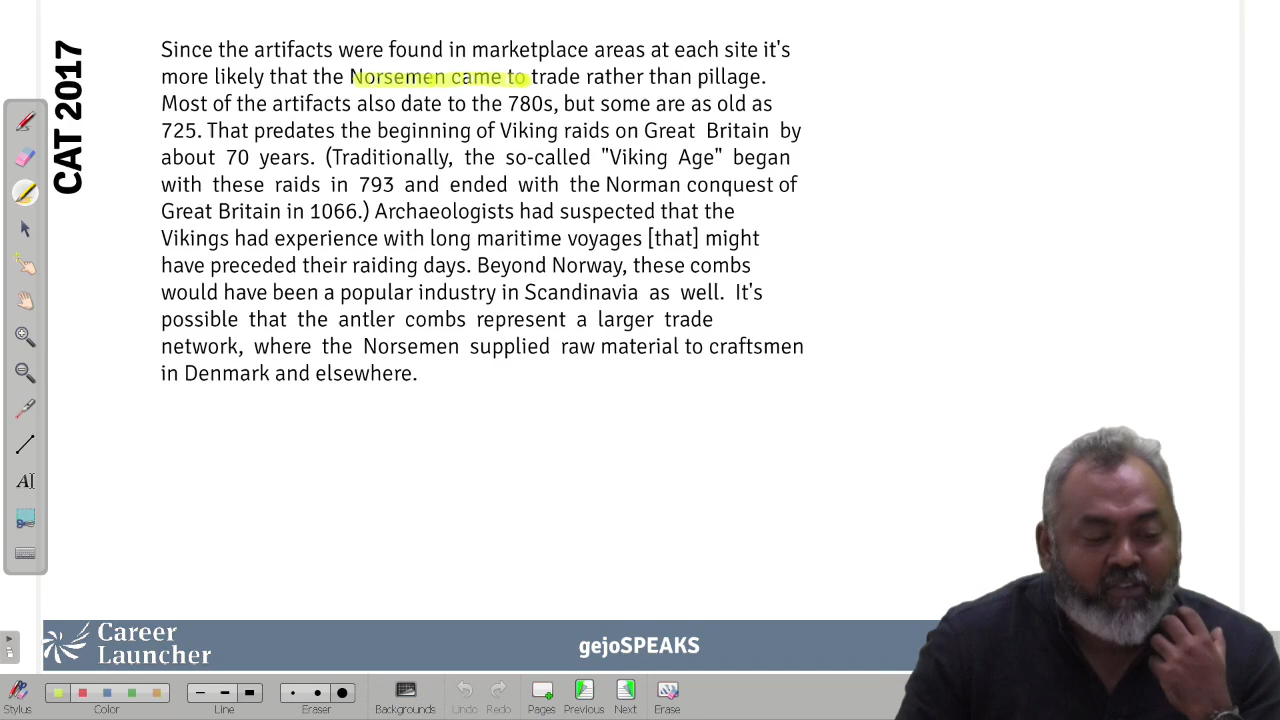 CAT 2017
Since the artifacts were found in marketplace areas at each site it's
more likely that the Norsemen came to trade rather than pillage.
Most of the artifacts also date to the 780s, but some are as old as
725. That predates the beginning of Viking raids on Great Britain by
about 70 years. (Traditionally, the so-called "Viking Age" began
with these raids in 793 and ended with the Norman conquest of
Great Britain in 1066.) Archaeologists had suspected that the
Vikings had experience with long maritime voyages [that] might
have preceded their raiding days. Beyond Norway, these combs
would have been a popular industry in Scandinavia as well. It's
possible that the antler combs represent a larger trade
network, where the Norsemen supplied raw material to craftsmen
in Denmark and elsewhere.
AI
Career
Launcher
gejoSPEAKS
Stylus
Color
Line
Eraser
Backgrounds
Undo
Redo
Pages
Previous
Next
Erase